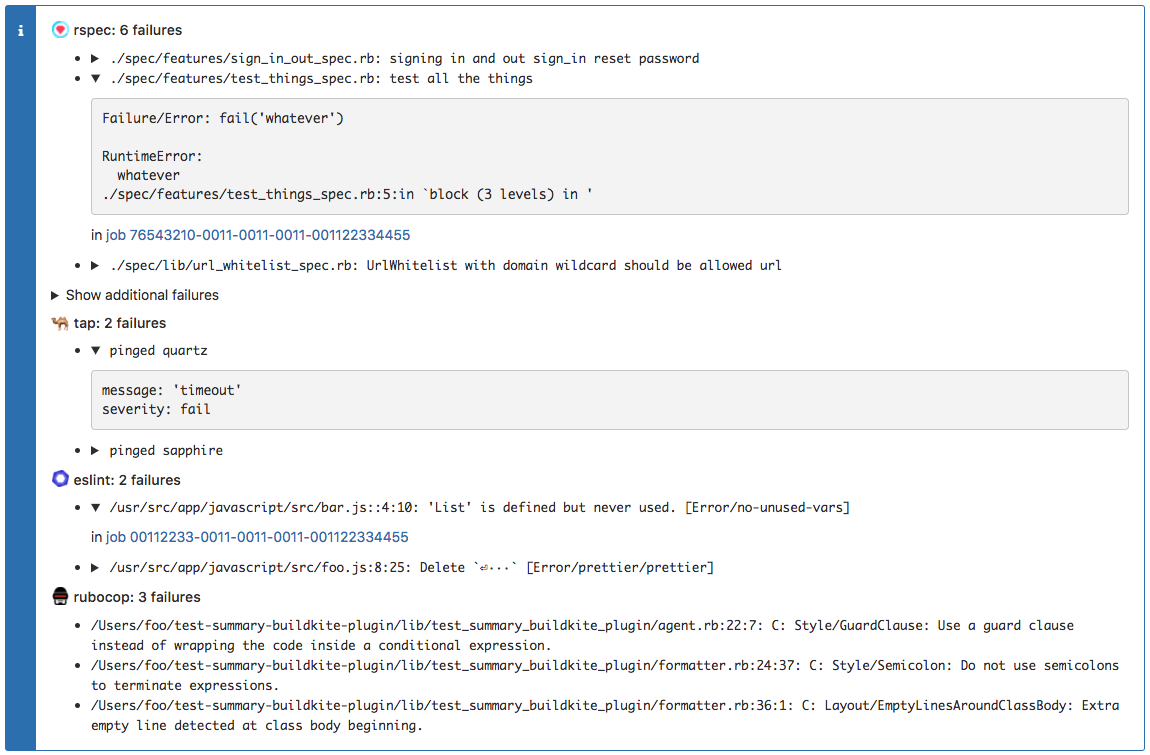 rspec: 6 failures
./spec/features/sign_in_out_spec.rb: signing in and out sign_in reset password
./spec/features/test_things_spec.rb: test all the things
Failure/Error: fail('whatever')
RuntimeError:
whatever
./spec/features/test_things_spec.rb:5:in `block (3 levels) in '
in job 76543210-0011-0011-0011-001122334455
./spec/lib/url_whitelist_spec.rb: UrlWhitelist with domain wildcard should be allowed url
Show additional failures
tap: 2 failures
pinged quartz
message: 'timeout'
severity: fail
pinged sapphire
eslint: 2 failures
/usr/src/app/javascript/src/bar.js::4:10: 'List' is defined but never used. [Error/no-unused-vars]
in job 00112233-0011-0011-0011-001122334455
/usr/src/app/javascript/src/foo.js:8:25: Delete `⏎···` [Error/prettier/prettier]
rubocop: 3 failures
/Users/foo/test-summary-buildkite-plugin/lib/test_summary_buildkite_plugin/agent.rb:22:7: C: Style/GuardClause: Use a guard clause
instead of wrapping the code inside a conditional expression.
/Users/foo/test-summary-buildkite-plugin/lib/test_summary_buildkite_plugin/formatter.rb:24:37: C: Style/Semicolon: Do not use semicolons
to terminate expressions.
/Users/foo/test-summary-buildkite-plugin/lib/test_summary_buildkite_plugin/formatter.rb:36:1: C: Layout/EmptyLinesAroundClassBody: Extra
empty line detected at class body beginning.